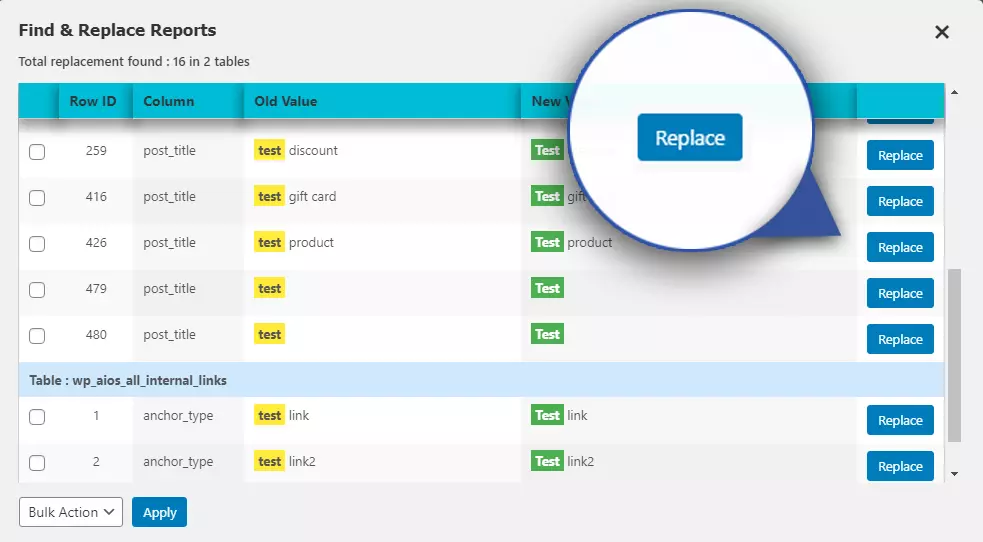 Find & Replace Reports
Total replacement found : 16 in 2 tables
Row ID Column Old Value New
Replace
259 post_title test discount Test Replace
416 post_title test gift card Test gift Replace
426 post_title test product Test product Replace
479 post_title test Test Replace
480 post_title test Test Replace
Table : wp_aios_all_internal_links
1 anchor_type test link Test link Replace
2 anchor_type test link2 Test link2 Replace
Bulk Action Apply